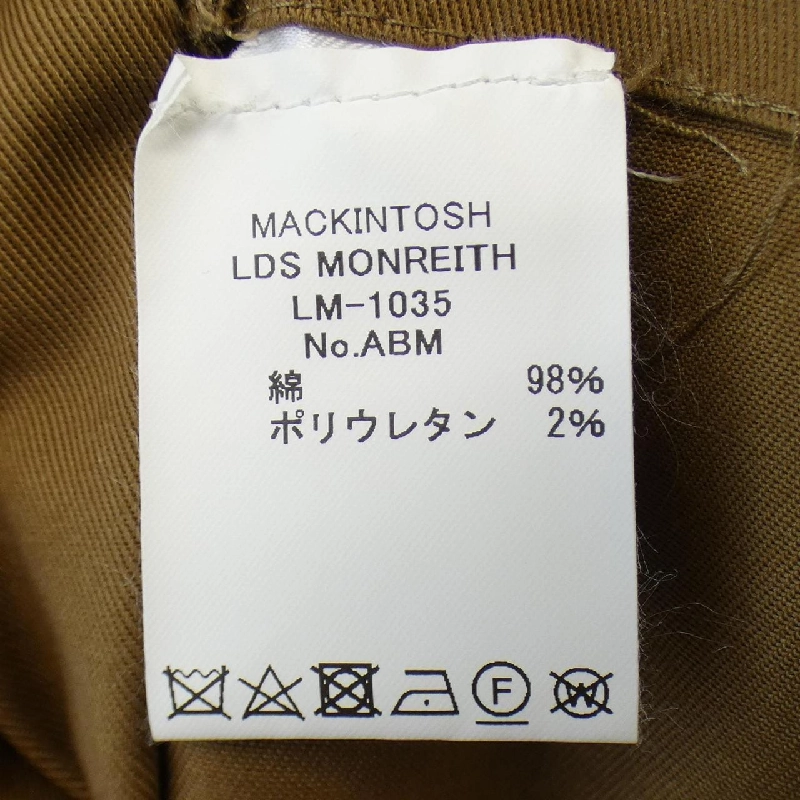 MACKINTOSH
LDS MONREITH
LM-1035
No.ABM
綿 98%
ポリウレタン 2%
F W